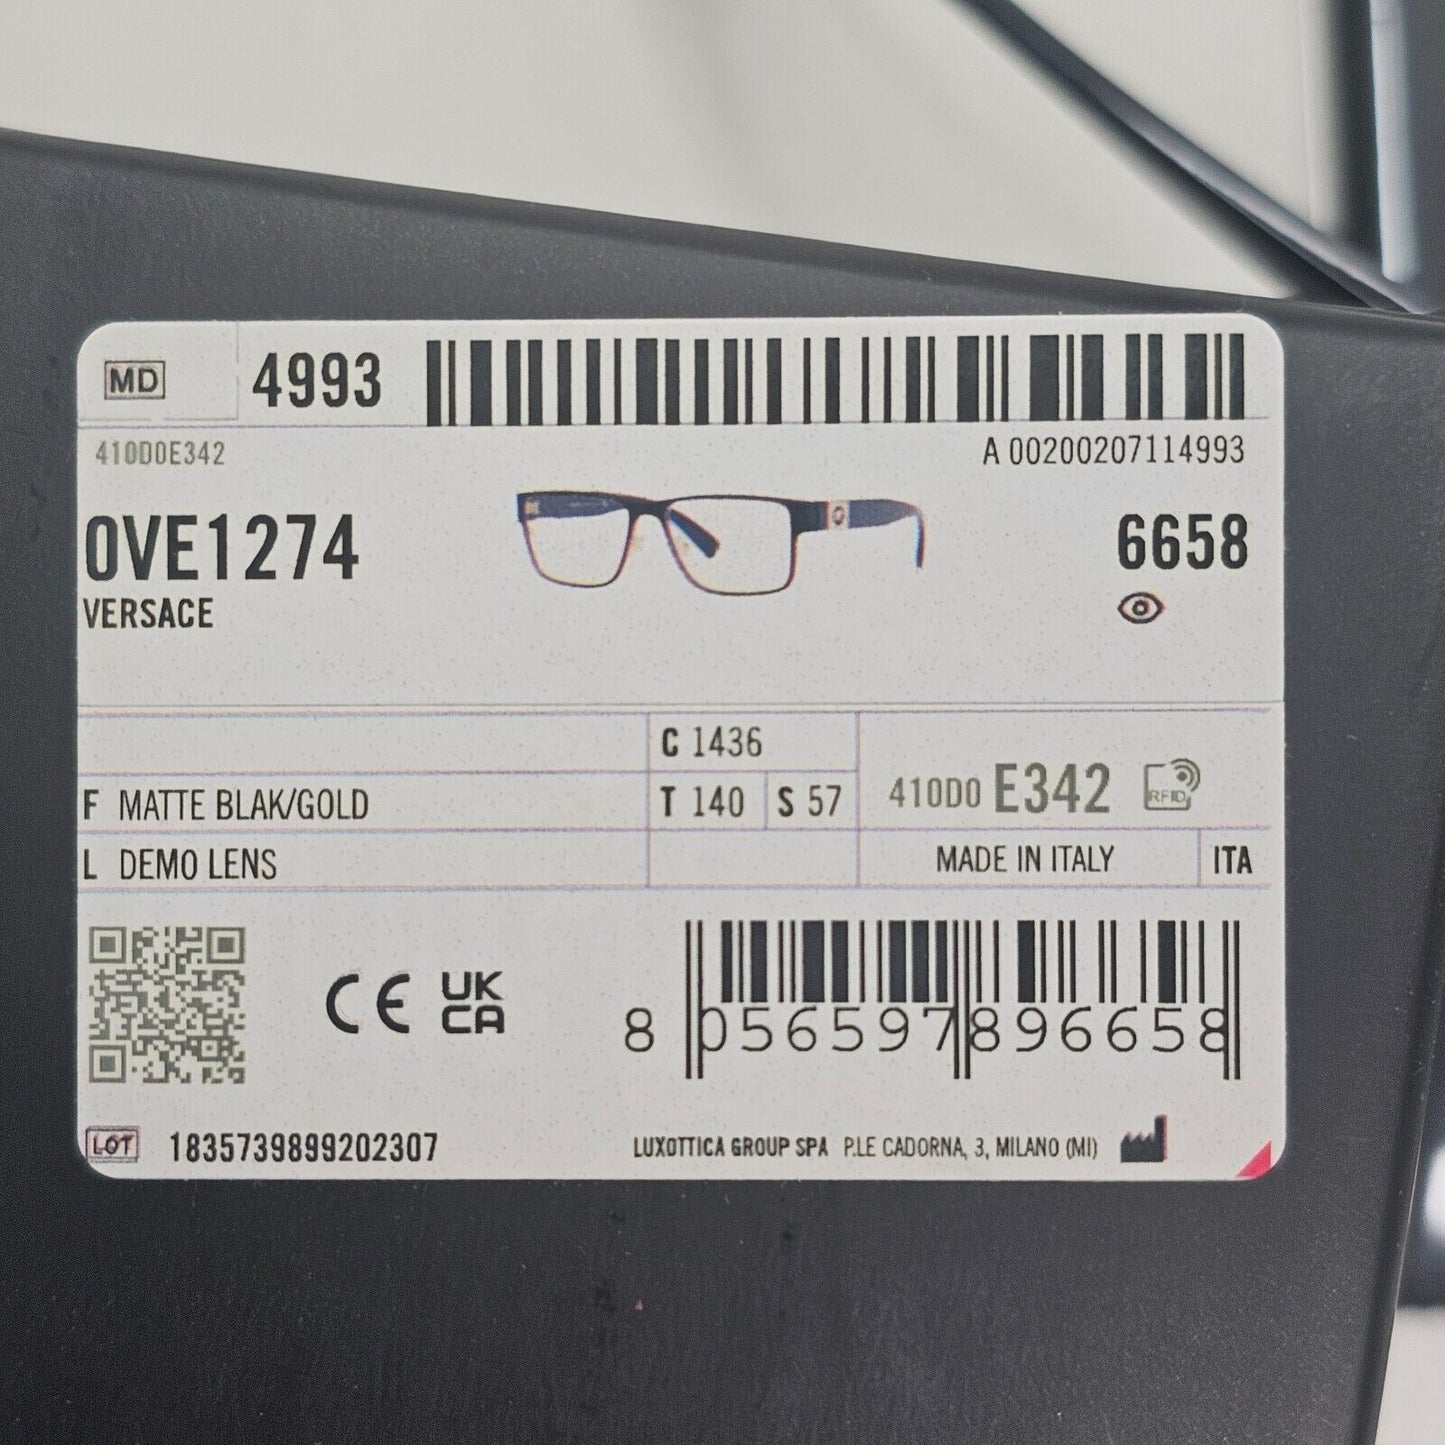 MD 4993
410D0E342 A 00200207114993
0VE1274 6658
VERSACE
C 1436
F MATTE BLAK/GOLD T 140 S 57 410D0 E342 RFID
L DEMO LENS MADE IN ITALY ITA
CE UK CA
8 056597 896658
LOT 1835739899202307 LUXOTTICA GROUP SPA P.LE CADORNA, 3, MILANO (MI)